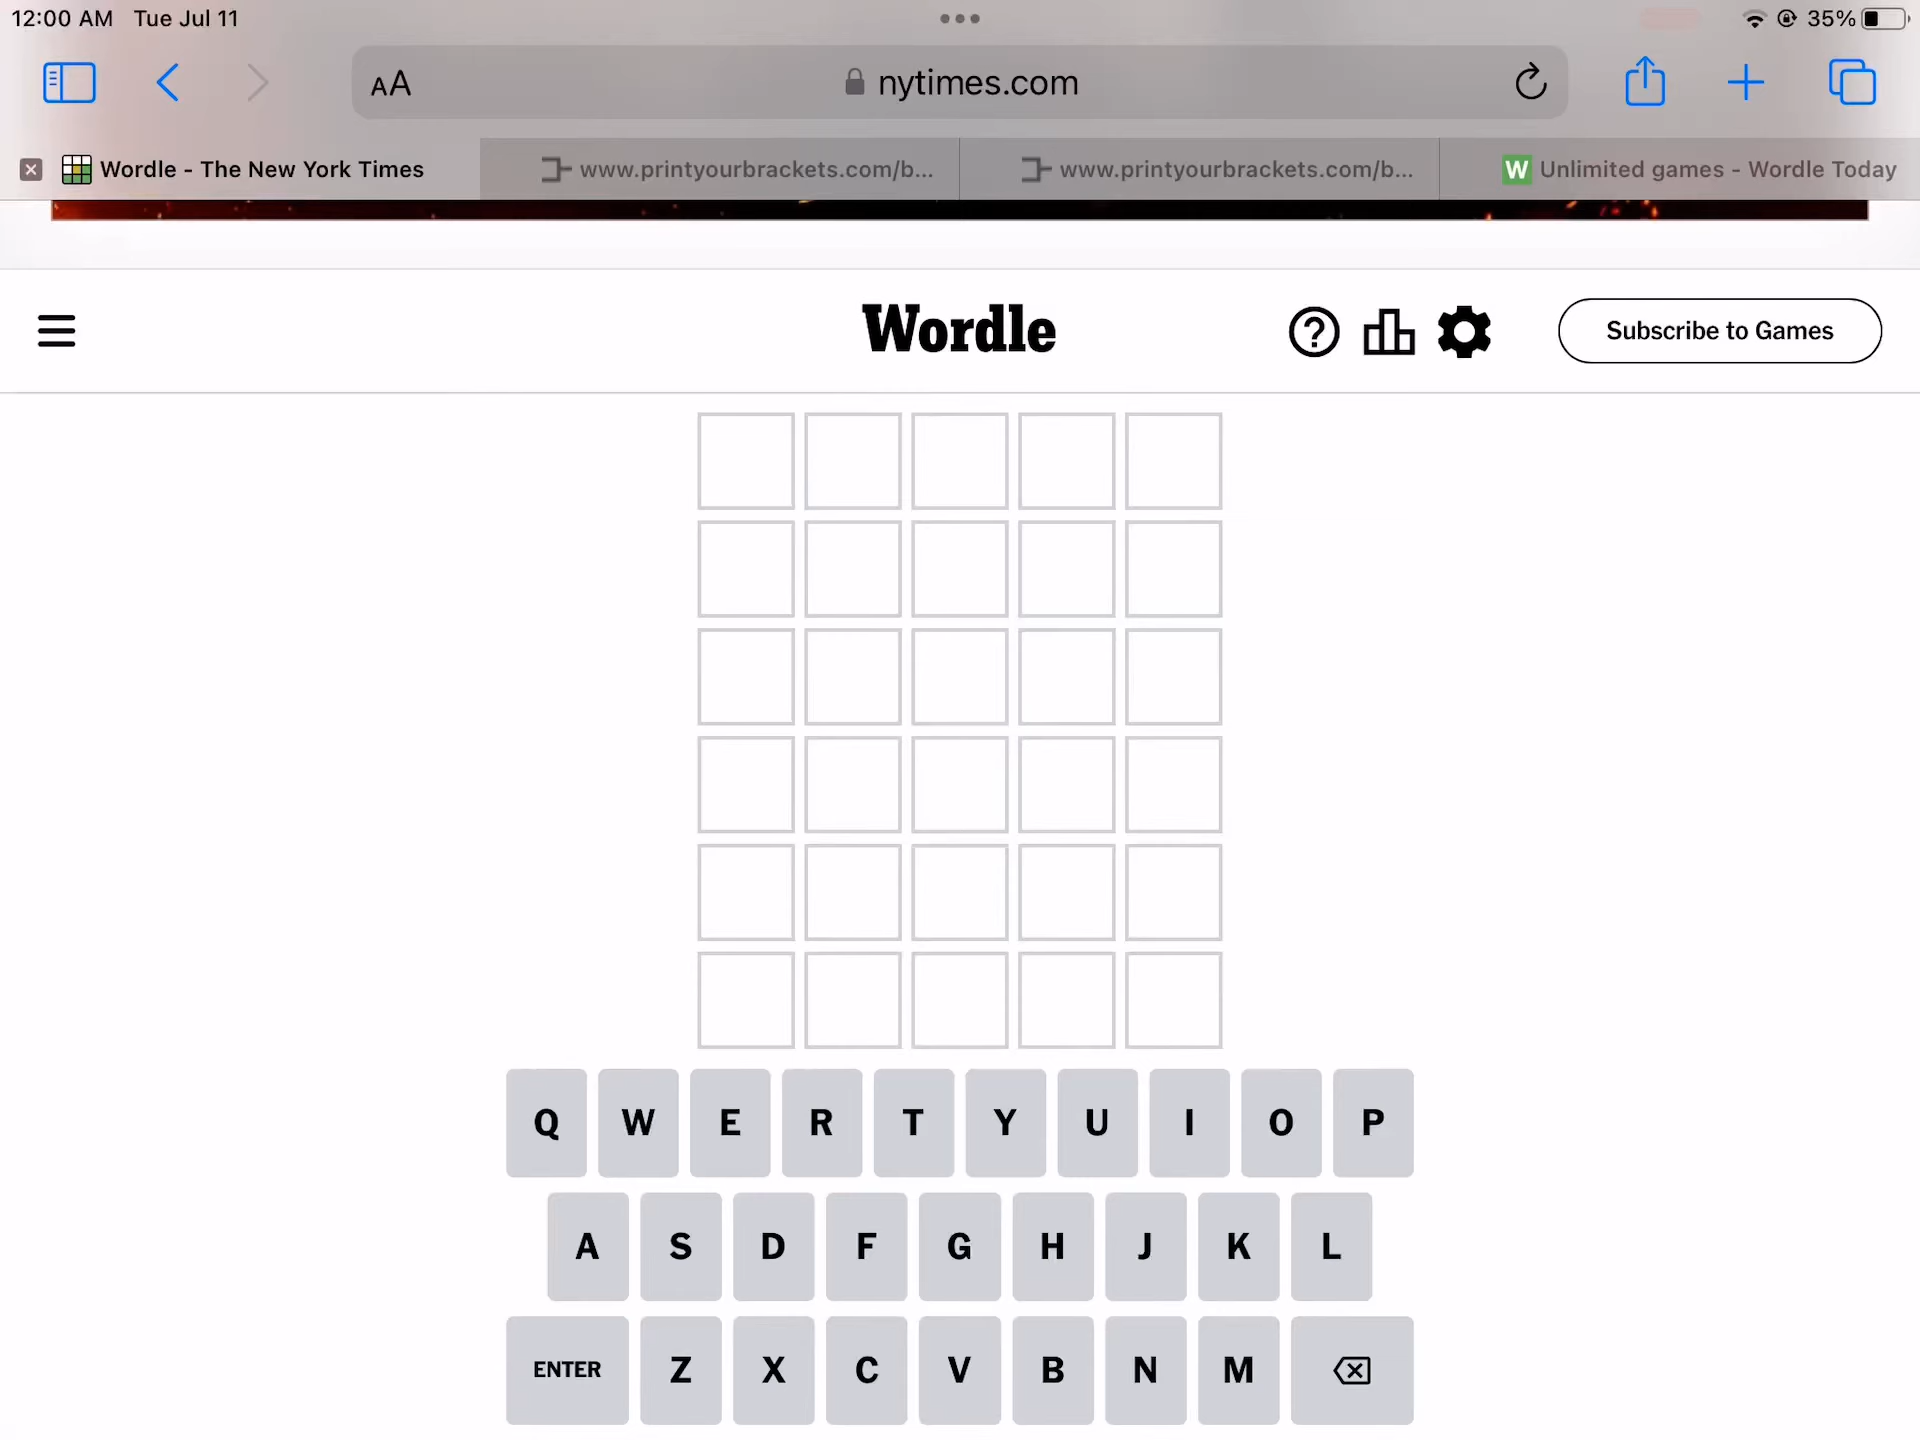 12:00 AM Tue Jul 11
35%
AA
nytimes.com
Wordle - The New York Times
www.printyourbrackets.com/b...
www.printyourbrackets.com/b...
W Unlimited games - Wordle Today
Wordle
?
Subscribe to Games
Q W E R T Y U I O P
A S D F G H J K L
ENTER Z X C V B N M